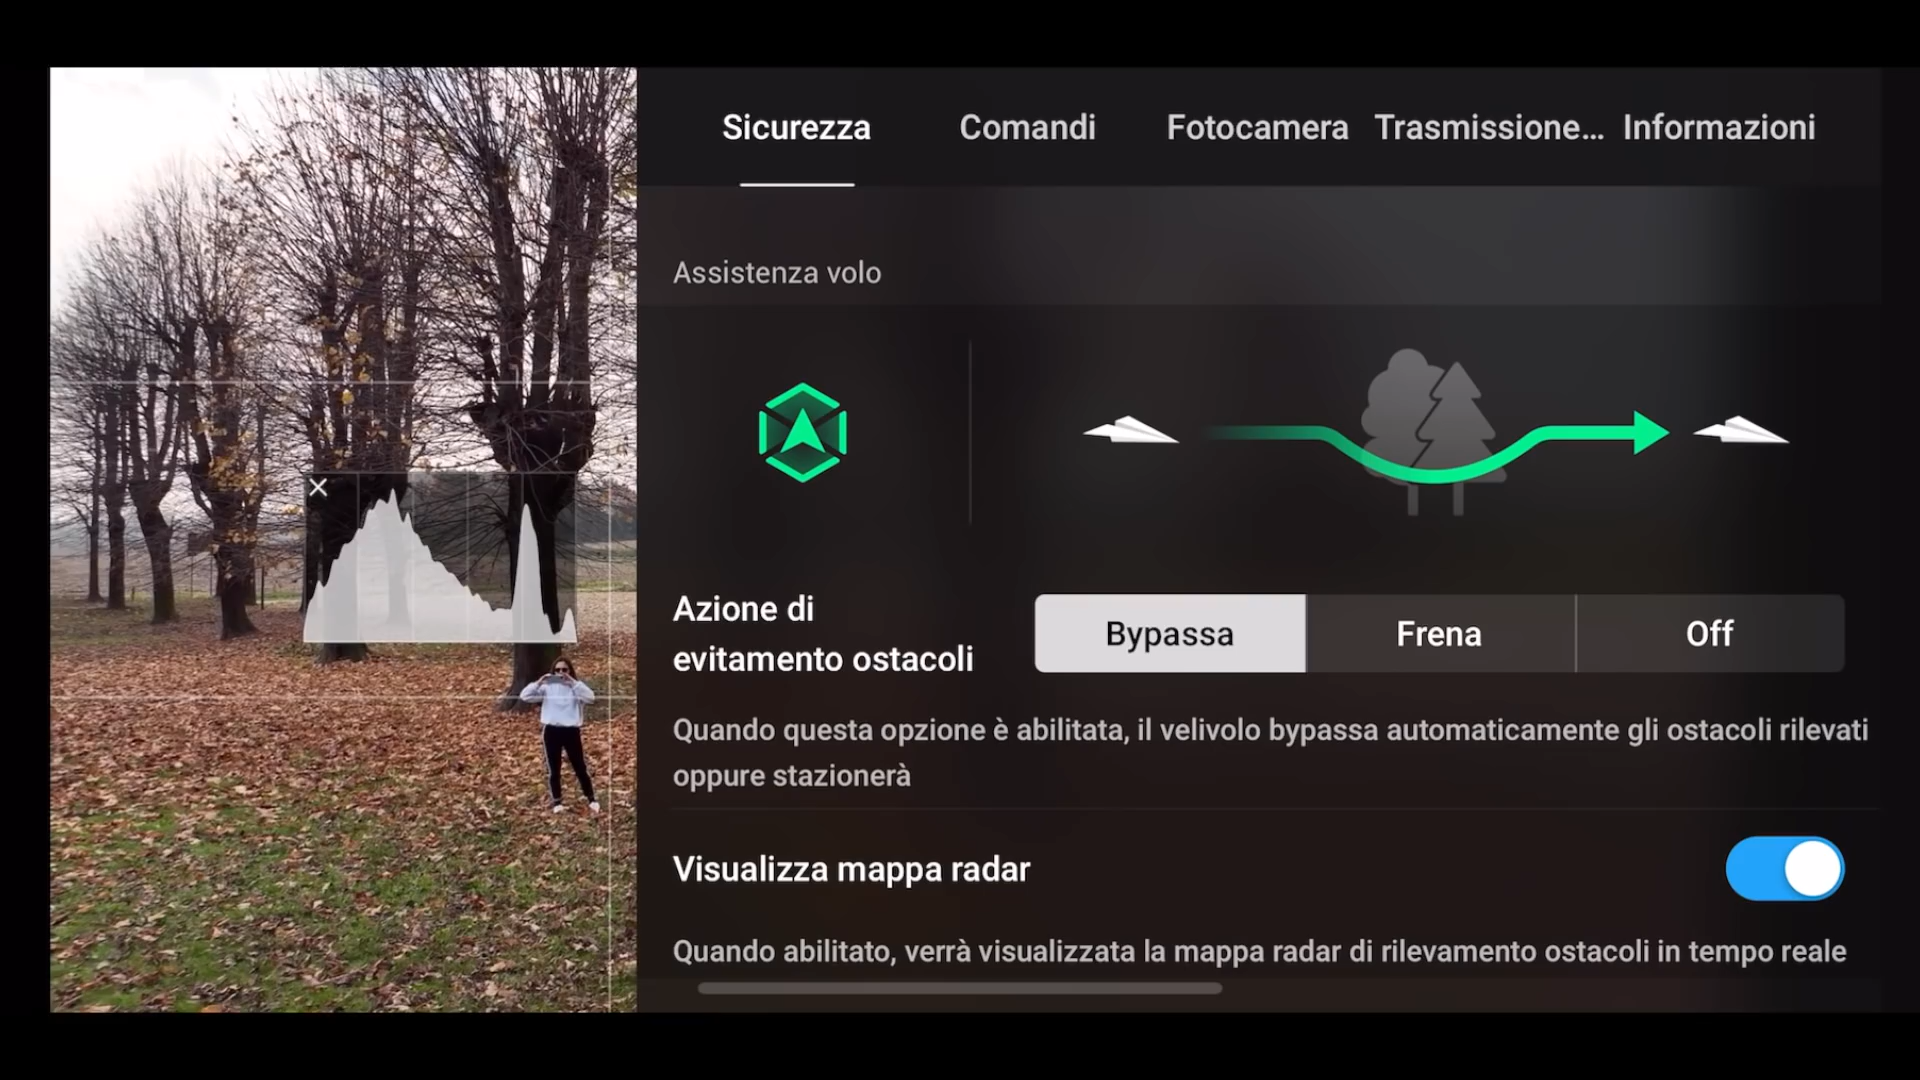 Sicurezza Comandi Fotocamera Trasmissione... Informazioni
Assistenza volo
Azione di
evitamento ostacoli
Bypassa Frena Off
Quando questa opzione è abilitata, il velivolo bypassa automaticamente gli ostacoli rilevati
oppure stazionerà
Visualizza mappa radar
Quando abilitato, verrà visualizzata la mappa radar di rilevamento ostacoli in tempo reale